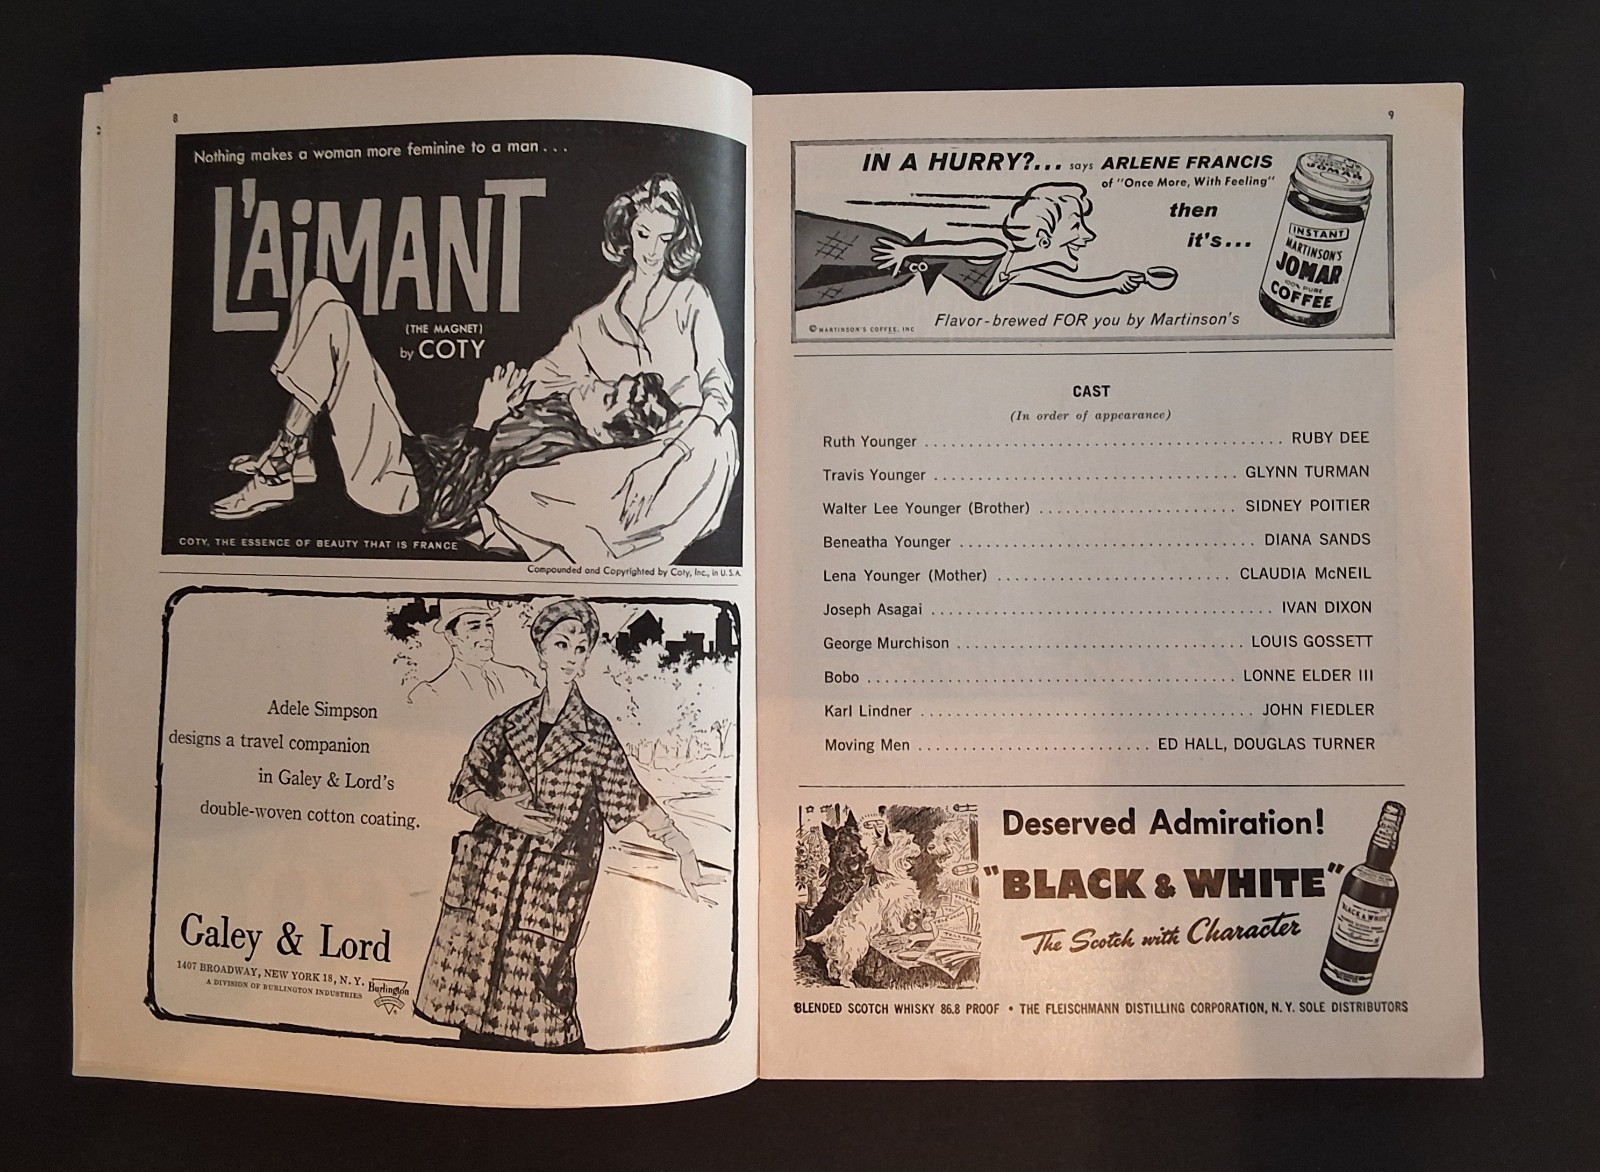 8
Nothing makes a woman more feminine to a man . . .
L'AiMANT
(THE MAGNET)
by COTY
COTY, THE ESSENCE OF BEAUTY THAT IS FRANCE
Compounded and Copyrighted by Coty, Inc., in U.S.A.
Adele Simpson
designs a travel companion
in Galey & Lord's
double-woven cotton coating.
Galey & Lord
1407 BROADWAY, NEW YORK 18, N. Y.
A DIVISION OF BURLINGTON INDUSTRIES
Burlington
9
IN A HURRY?... says ARLENE FRANCIS
of "Once More, With Feeling"
then
it's...
JOMAR
INSTANT
MARTINSON'S
JOMAR
100% PURE
COFFEE
Flavor-brewed FOR you by Martinson's
© MARTINSON'S COFFEE, INC
CAST
(In order of appearance)
Ruth Younger ........................................ RUBY DEE
Travis Younger .................................. GLYNN TURMAN
Walter Lee Younger (Brother) ...................... SIDNEY POITIER
Beneatha Younger ................................. DIANA SANDS
Lena Younger (Mother) ........................... CLAUDIA McNEIL
Joseph Asagai ...................................... IVAN DIXON
George Murchison ................................ LOUIS GOSSETT
Bobo .......................................... LONNE ELDER III
Karl Lindner ...................................... JOHN FIEDLER
Moving Men ........................... ED HALL, DOUGLAS TURNER
Deserved Admiration!
"BLACK & WHITE"
The Scotch with Character
BLACK & WHITE
BLENDED SCOTCH WHISKY 86.8 PROOF • THE FLEISCHMANN DISTILLING CORPORATION, N. Y. SOLE DISTRIBUTORS